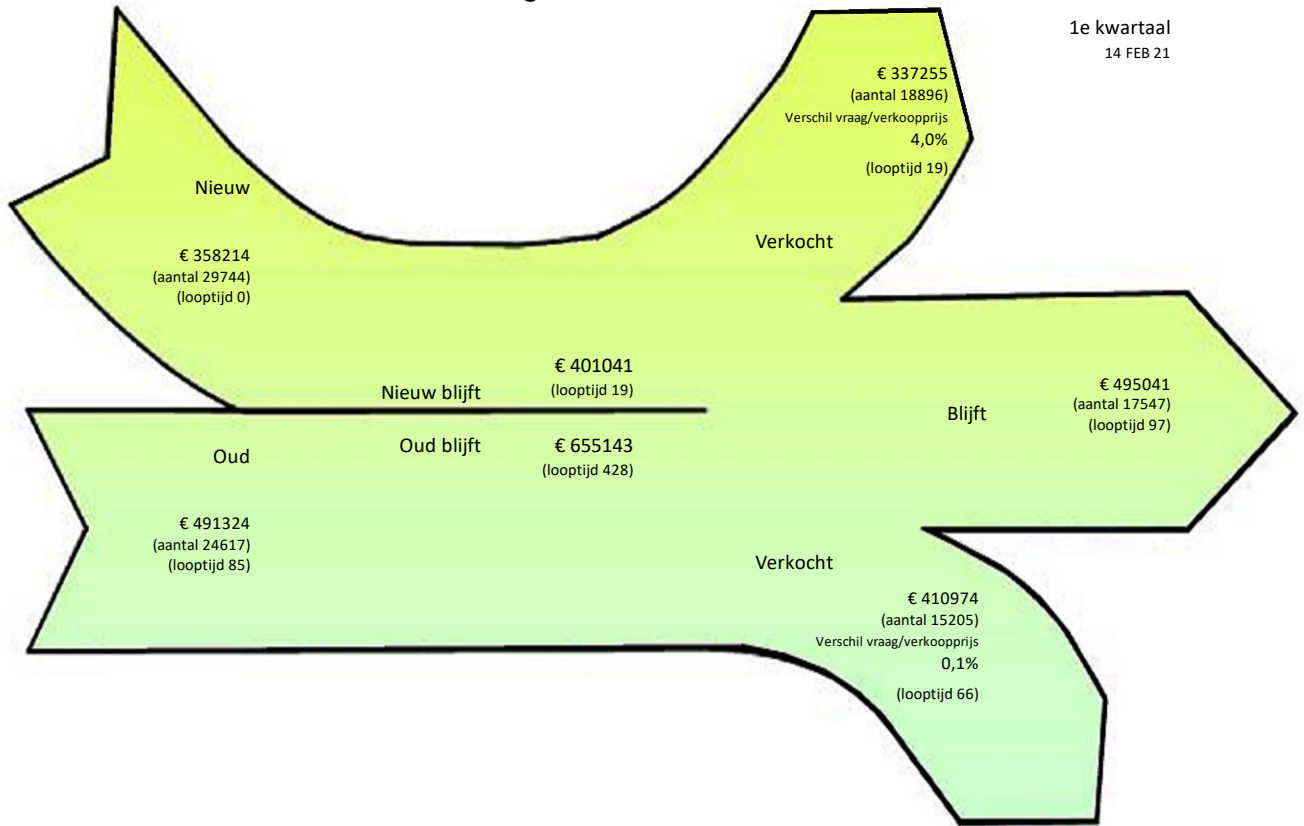 1e kwartaal
14 FEB 21
€ 337255
(aantal 18896)
Verschil vraag/verkoopprijs
4,0%
(looptijd 19)
Nieuw
€ 358214
(aantal 29744)
(looptijd 0)
Verkocht
€ 401041
Nieuw blijft
(looptijd 19)
€ 495041
(aantal 17547)
(looptijd 97)
Blijft
Oud blijft
€ 655143
(looptijd 428)
Oud
€ 491324
(aantal 24617)
(looptijd 85)
Verkocht
€ 410974
(aantal 15205)
Verschil vraag/verkoopprijs
0,1%
(looptijd 66)